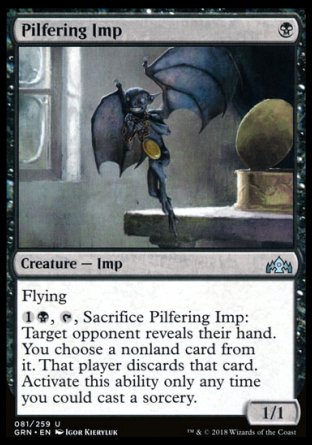 Pilfering Imp
Creature — Imp
Flying
1, , Sacrifice Pilfering Imp:
Target opponent reveals their hand.
You choose a nonland card from
it. That player discards that card.
Activate this ability only any time
you could cast a sorcery.
1/1
081/259 U
GRN • EN Igor Kieryluk
™ & © 2018 Wizards of the Coast